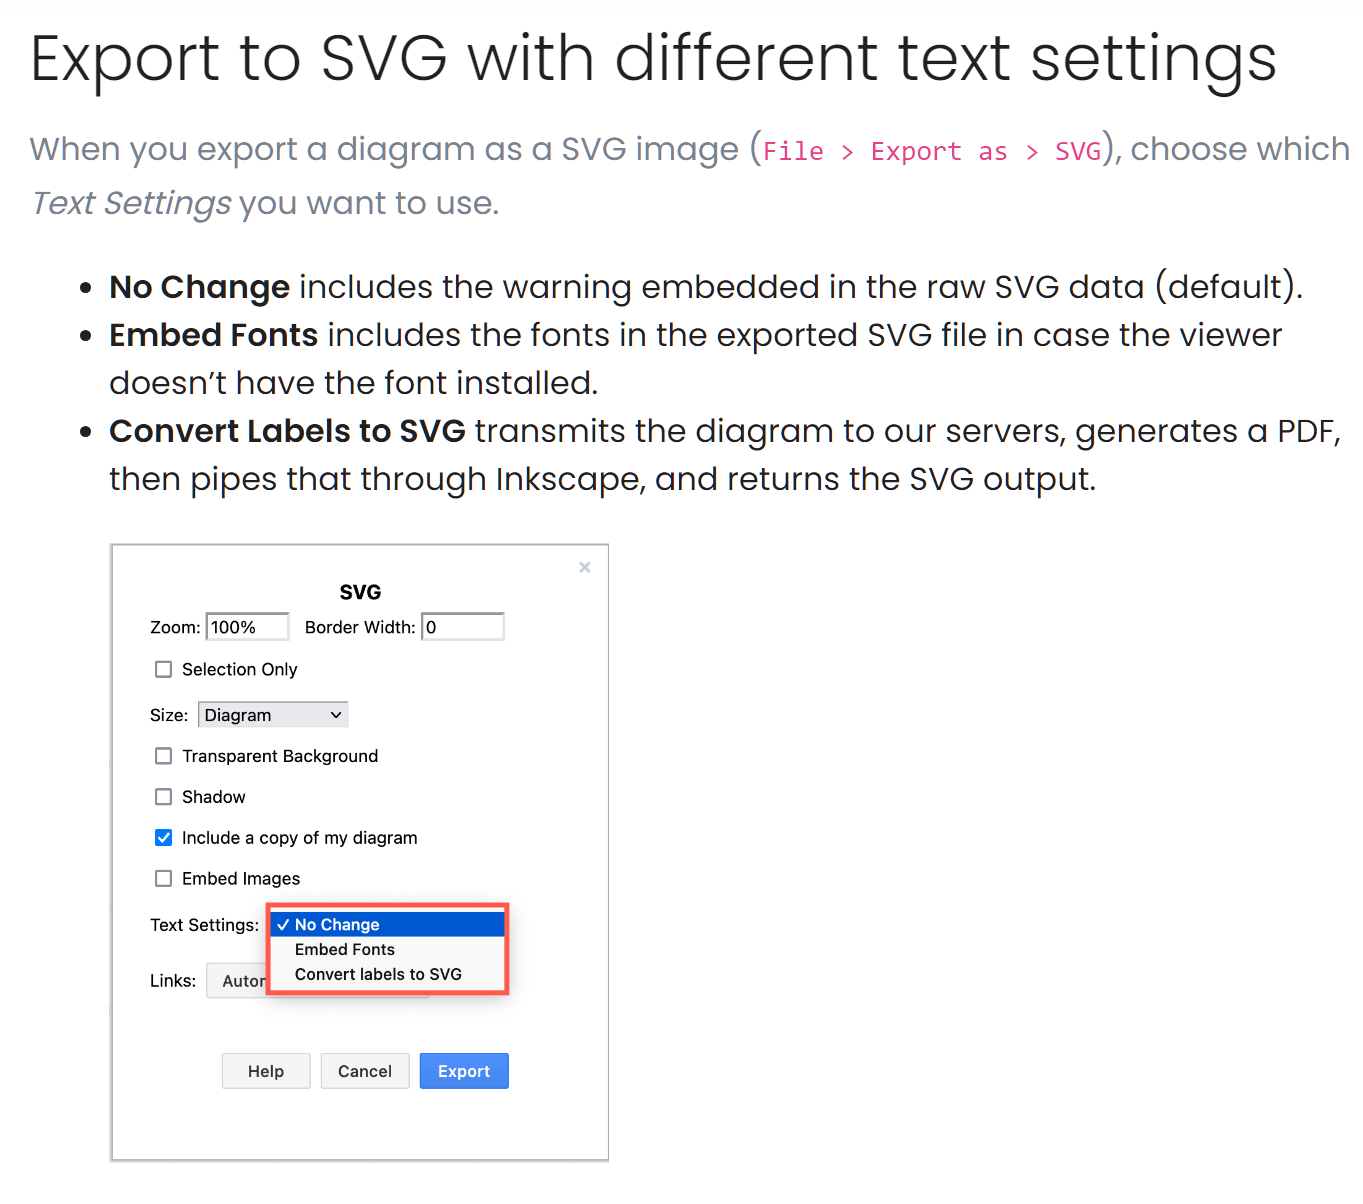 Export to SVG with different text settings
When you export a diagram as a SVG image (File > Export as > SVG), choose which
Text Settings you want to use.
• No Change includes the warning embedded in the raw SVG data (default).
• Embed Fonts includes the fonts in the exported SVG file in case the viewer
doesn’t have the font installed.
• Convert Labels to SVG transmits the diagram to our servers, generates a PDF,
then pipes that through Inkscape, and returns the SVG output.
SVG
Zoom: 100% Border Width: 0
Selection Only
Size: Diagram
Transparent Background
Shadow
Include a copy of my diagram
Embed Images
Text Settings: ✓ No Change
Embed Fonts
Convert labels to SVG
Links:
Help Cancel Export